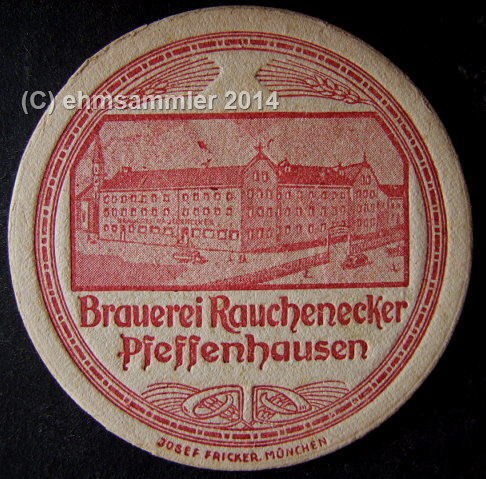 (C) ehmsammler 2014
Brauerei Rauchenecker
Pfeffenhausen
JOSEF FRICKER, MÜNCHEN